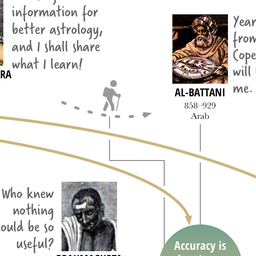 information for
better astrology,
and I shall share
what I learn!
RA
Year
from
Cope
will
me.
AL-BATTANI
858–929
Arab
Who knew
nothing
ould be so
useful?
Accuracy is